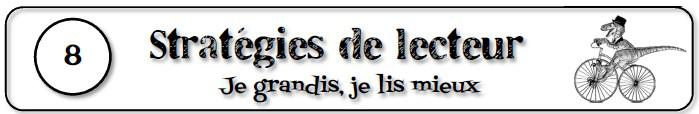 8
Stratégies de lecteur
Je grandis, je lis mieux